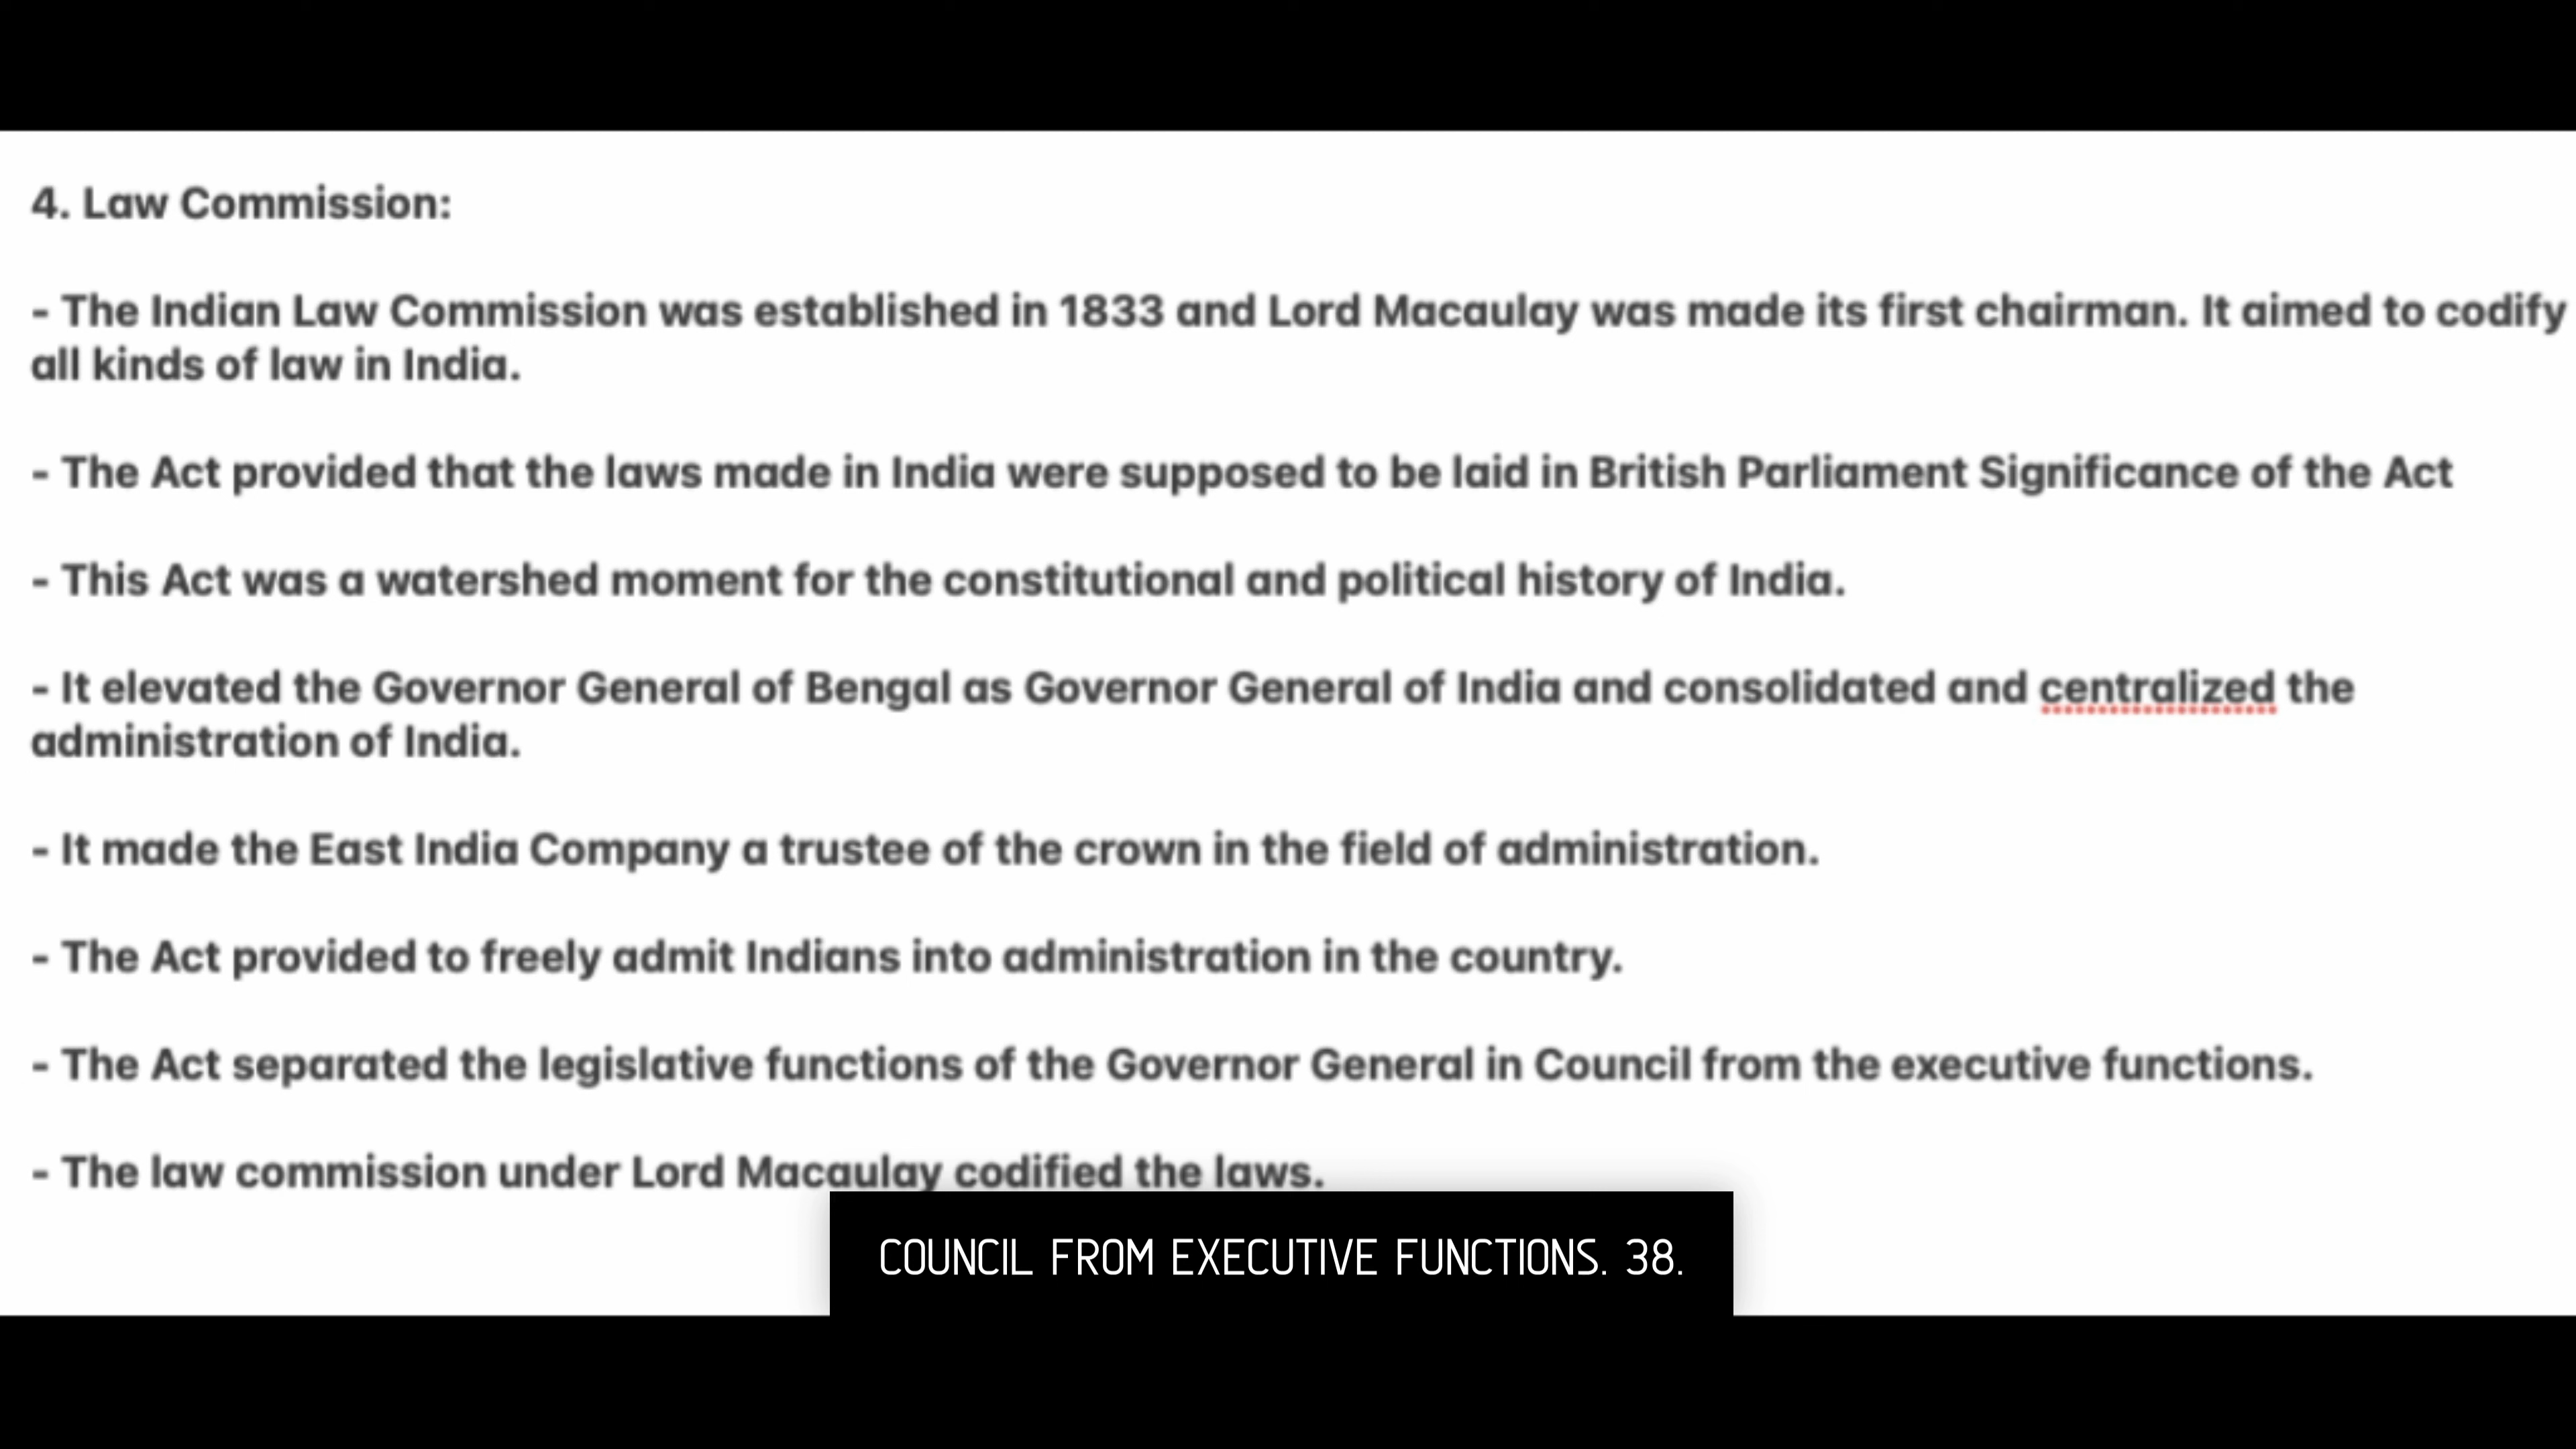 4. Law Commission:
- The Indian Law Commission was established in 1833 and Lord Macaulay was made its first chairman. It aimed to codify
all kinds of law in India.
- The Act provided that the laws made in India were supposed to be laid in British Parliament Significance of the Act
- This Act was a watershed moment for the constitutional and political history of India.
- It elevated the Governor General of Bengal as Governor General of India and consolidated and centralized the
administration of India.
- It made the East India Company a trustee of the crown in the field of administration.
- The Act provided to freely admit Indians into administration in the country.
- The Act separated the legislative functions of the Governor General in Council from the executive functions.
- The law commission under Lord Macaulay codified the laws.
COUNCIL FROM EXECUTIVE FUNCTIONS. 38.